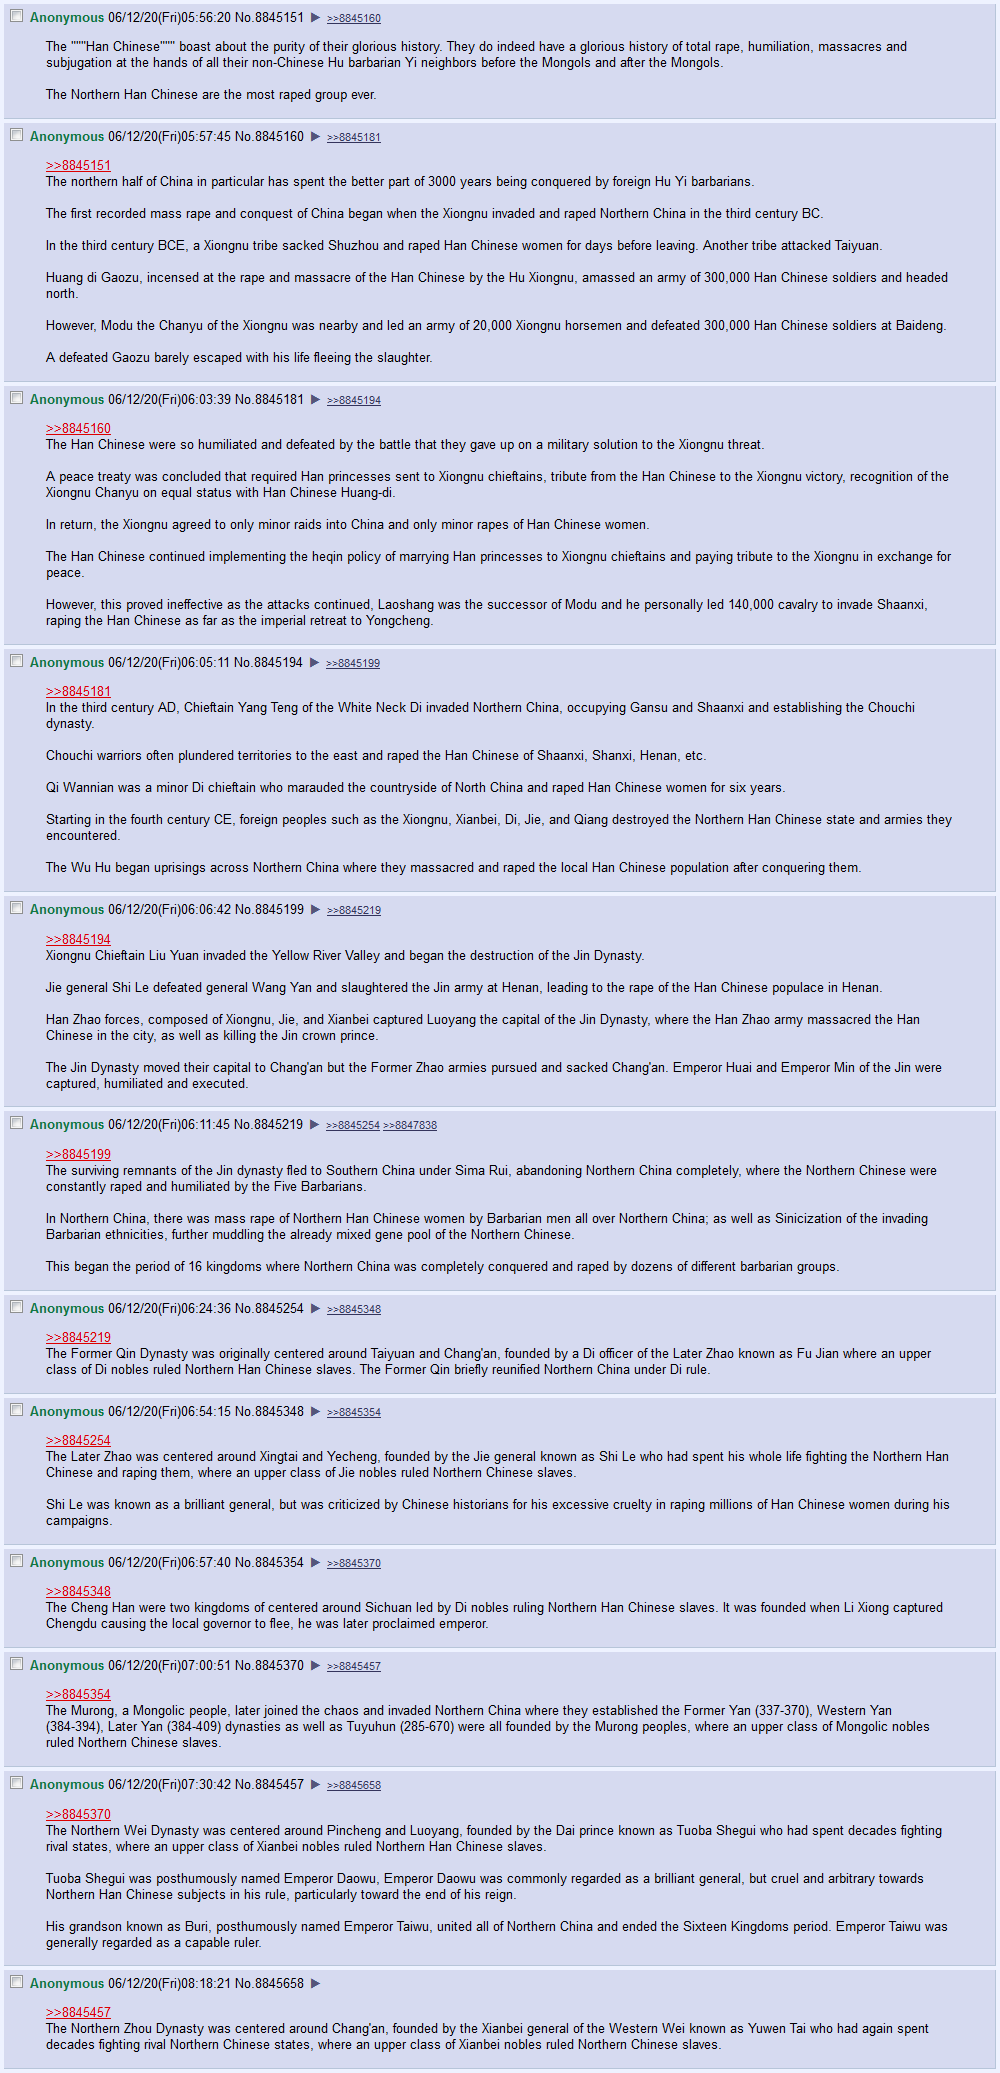 Anonymous 06/12/20(Fri)05:56:20 No.8845151 ▶ >>8845160
The """Han Chinese""" boast about the purity of their glorious history. They do indeed have a glorious history of total rape, humiliation, massacres and
subjugation at the hands of all their non-Chinese Hu barbarian Yi neighbors before the Mongols and after the Mongols.
The Northern Han Chinese are the most raped group ever.
Anonymous 06/12/20(Fri)05:57:45 No.8845160 ▶ >>8845181
>>8845151
The northern half of China in particular has spent the better part of 3000 years being conquered by foreign Hu Yi barbarians.
The first recorded mass rape and conquest of China began when the Xiongnu invaded and raped Northern China in the third century BC.
In the third century BCE, a Xiongnu tribe sacked Shuzhou and raped Han Chinese women for days before leaving. Another tribe attacked Taiyuan.
Huang di Gaozu, incensed at the rape and massacre of the Han Chinese by the Hu Xiongnu, amassed an army of 300,000 Han Chinese soldiers and headed
north.
However, Modu the Chanyu of the Xiongnu was nearby and led an army of 20,000 Xiongnu horsemen and defeated 300,000 Han Chinese soldiers at Baideng.
A defeated Gaozu barely escaped with his life fleeing the slaughter.
Anonymous 06/12/20(Fri)06:03:39 No.8845181 ▶ >>8845194
>>8845160
The Han Chinese were so humiliated and defeated by the battle that they gave up on a military solution to the Xiongnu threat.
A peace treaty was concluded that required Han princesses sent to Xiongnu chieftains, tribute from the Han Chinese to the Xiongnu victory, recognition of the
Xiongnu Chanyu on equal status with Han Chinese Huang-di.
In return, the Xiongnu agreed to only minor raids into China and only minor rapes of Han Chinese women.
The Han Chinese continued implementing the heqin policy of marrying Han princesses to Xiongnu chieftains and paying tribute to the Xiongnu in exchange for
peace.
However, this proved ineffective as the attacks continued, Laoshang was the successor of Modu and he personally led 140,000 cavalry to invade Shaanxi,
raping the Han Chinese as far as the imperial retreat to Yongcheng.
Anonymous 06/12/20(Fri)06:05:11 No.8845194 ▶ >>8845199
>>8845181
In the third century AD, Chieftain Yang Teng of the White Neck Di invaded Northern China, occupying Gansu and Shaanxi and establishing the Chouchi
dynasty.
Chouchi warriors often plundered territories to the east and raped the Han Chinese of Shaanxi, Shanxi, Henan, etc.
Qi Wannian was a minor Di chieftain who marauded the countryside of North China and raped Han Chinese women for six years.
Starting in the fourth century CE, foreign peoples such as the Xiongnu, Xianbei, Di, Jie, and Qiang destroyed the Northern Han Chinese state and armies they
encountered.
The Wu Hu began uprisings across Northern China where they massacred and raped the local Han Chinese population after conquering them.
Anonymous 06/12/20(Fri)06:06:42 No.8845199 ▶ >>8845219
>>8845194
Xiongnu Chieftain Liu Yuan invaded the Yellow River Valley and began the destruction of the Jin Dynasty.
Jie general Shi Le defeated general Wang Yan and slaughtered the Jin army at Henan, leading to the rape of the Han Chinese populace in Henan.
Han Zhao forces, composed of Xiongnu, Jie, and Xianbei captured Luoyang the capital of the Jin Dynasty, where the Han Zhao army massacred the Han
Chinese in the city, as well as killing the Jin crown prince.
The Jin Dynasty moved their capital to Chang'an but the Former Zhao armies pursued and sacked Chang'an. Emperor Huai and Emperor Min of the Jin were
captured, humiliated and executed.
Anonymous 06/12/20(Fri)06:11:45 No.8845219 ▶ >>8845254 >>8847838
>>8845199
The surviving remnants of the Jin dynasty fled to Southern China under Sima Rui, abandoning Northern China completely, where the Northern Chinese were
constantly raped and humiliated by the Five Barbarians.
In Northern China, there was mass rape of Northern Han Chinese women by Barbarian men all over Northern China; as well as Sinicization of the invading
Barbarian ethnicities, further muddling the already mixed gene pool of the Northern Chinese.
This began the period of 16 kingdoms where Northern China was completely conquered and raped by dozens of different barbarian groups.
Anonymous 06/12/20(Fri)06:24:36 No.8845254 ▶ >>8845348
>>8845219
The Former Qin Dynasty was originally centered around Taiyuan and Chang'an, founded by a Di officer of the Later Zhao known as Fu Jian where an upper
class of Di nobles ruled Northern Han Chinese slaves. The Former Qin briefly reunified Northern China under Di rule.
Anonymous 06/12/20(Fri)06:54:15 No.8845348 ▶ >>8845354
>>8845254
The Later Zhao was centered around Xingtai and Yecheng, founded by the Jie general known as Shi Le who had spent his whole life fighting the Northern Han
Chinese and raping them, where an upper class of Jie nobles ruled Northern Chinese slaves.
Shi Le was known as a brilliant general, but was criticized by Chinese historians for his excessive cruelty in raping millions of Han Chinese women during his
campaigns.
Anonymous 06/12/20(Fri)06:57:40 No.8845354 ▶ >>8845370
>>8845348
The Cheng Han were two kingdoms of centered around Sichuan led by Di nobles ruling Northern Han Chinese slaves. It was founded when Li Xiong captured
Chengdu causing the local governor to flee, he was later proclaimed emperor.
Anonymous 06/12/20(Fri)07:00:51 No.8845370 ▶ >>8845457
>>8845354
The Murong, a Mongolic people, later joined the chaos and invaded Northern China where they established the Former Yan (337-370), Western Yan
(384-394), Later Yan (384-409) dynasties as well as Tuyuhun (285-670) were all founded by the Murong peoples, where an upper class of Mongolic nobles
ruled Northern Chinese slaves.
Anonymous 06/12/20(Fri)07:30:42 No.8845457 ▶ >>8845658
>>8845370
The Northern Wei Dynasty was centered around Pincheng and Luoyang, founded by the Dai prince known as Tuoba Shegui who had spent decades fighting
rival states, where an upper class of Xianbei nobles ruled Northern Han Chinese slaves.
Tuoba Shegui was posthumously named Emperor Daowu, Emperor Daowu was commonly regarded as a brilliant general, but cruel and arbitrary towards
Northern Han Chinese subjects in his rule, particularly toward the end of his reign.
His grandson known as Buri, posthumously named Emperor Taiwu, united all of Northern China and ended the Sixteen Kingdoms period. Emperor Taiwu was
generally regarded as a capable ruler.
Anonymous 06/12/20(Fri)08:18:21 No.8845658 ▶
>>8845457
The Northern Zhou Dynasty was centered around Chang'an, founded by the Xianbei general of the Western Wei known as Yuwen Tai who had again spent
decades fighting rival Northern Chinese states, where an upper class of Xianbei nobles ruled Northern Chinese slaves.